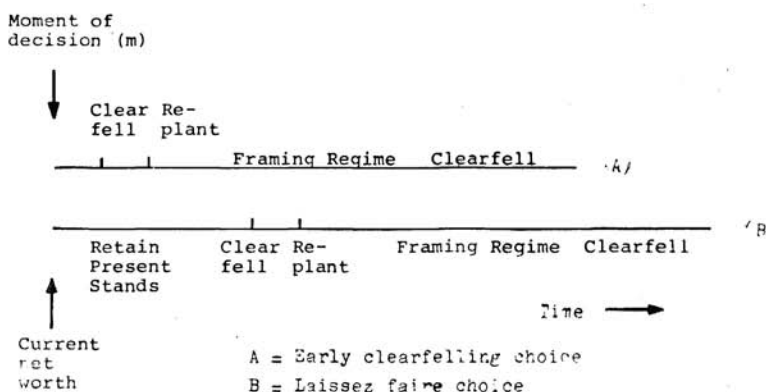 Moment of
decision (m)
Clear Re-
fell plant
Framing Regime Clearfell
A)
B
Retain Clear Re- Framing Regime Clearfell
Present fell plant
Stands
Time
Current
net
worth
A = Early clearfelling choice
B = Laissez faire choice